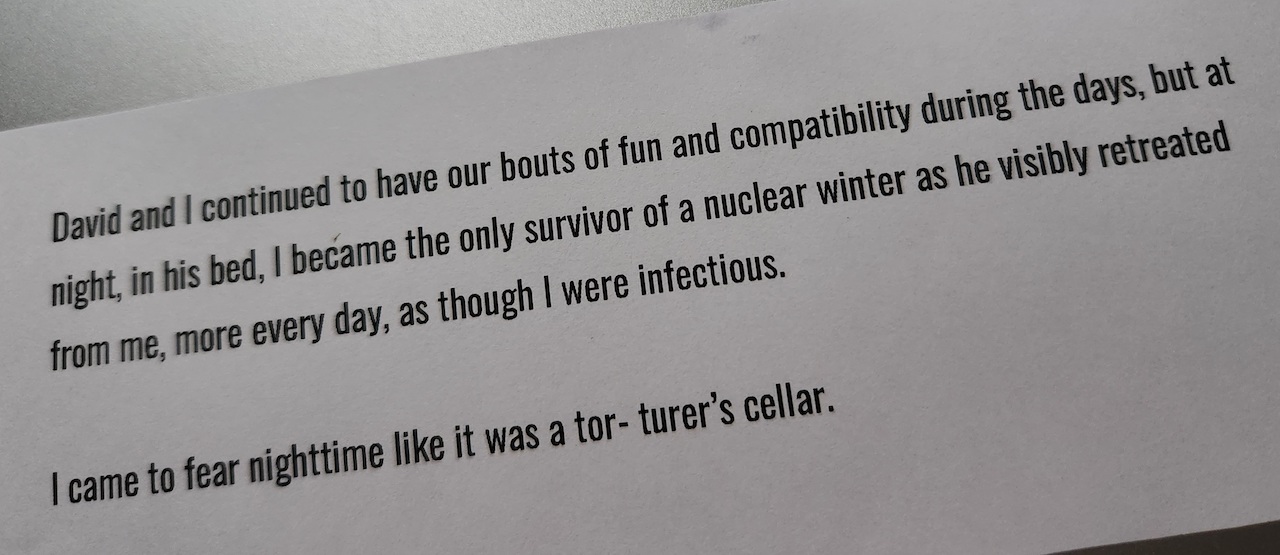 David and I continued to have our bouts of fun and compatibility during the days, but at
night, in his bed, I became the only survivor of a nuclear winter as he visibly retreated
from me, more every day, as though I were infectious.
I came to fear nighttime like it was a tor- turer’s cellar.